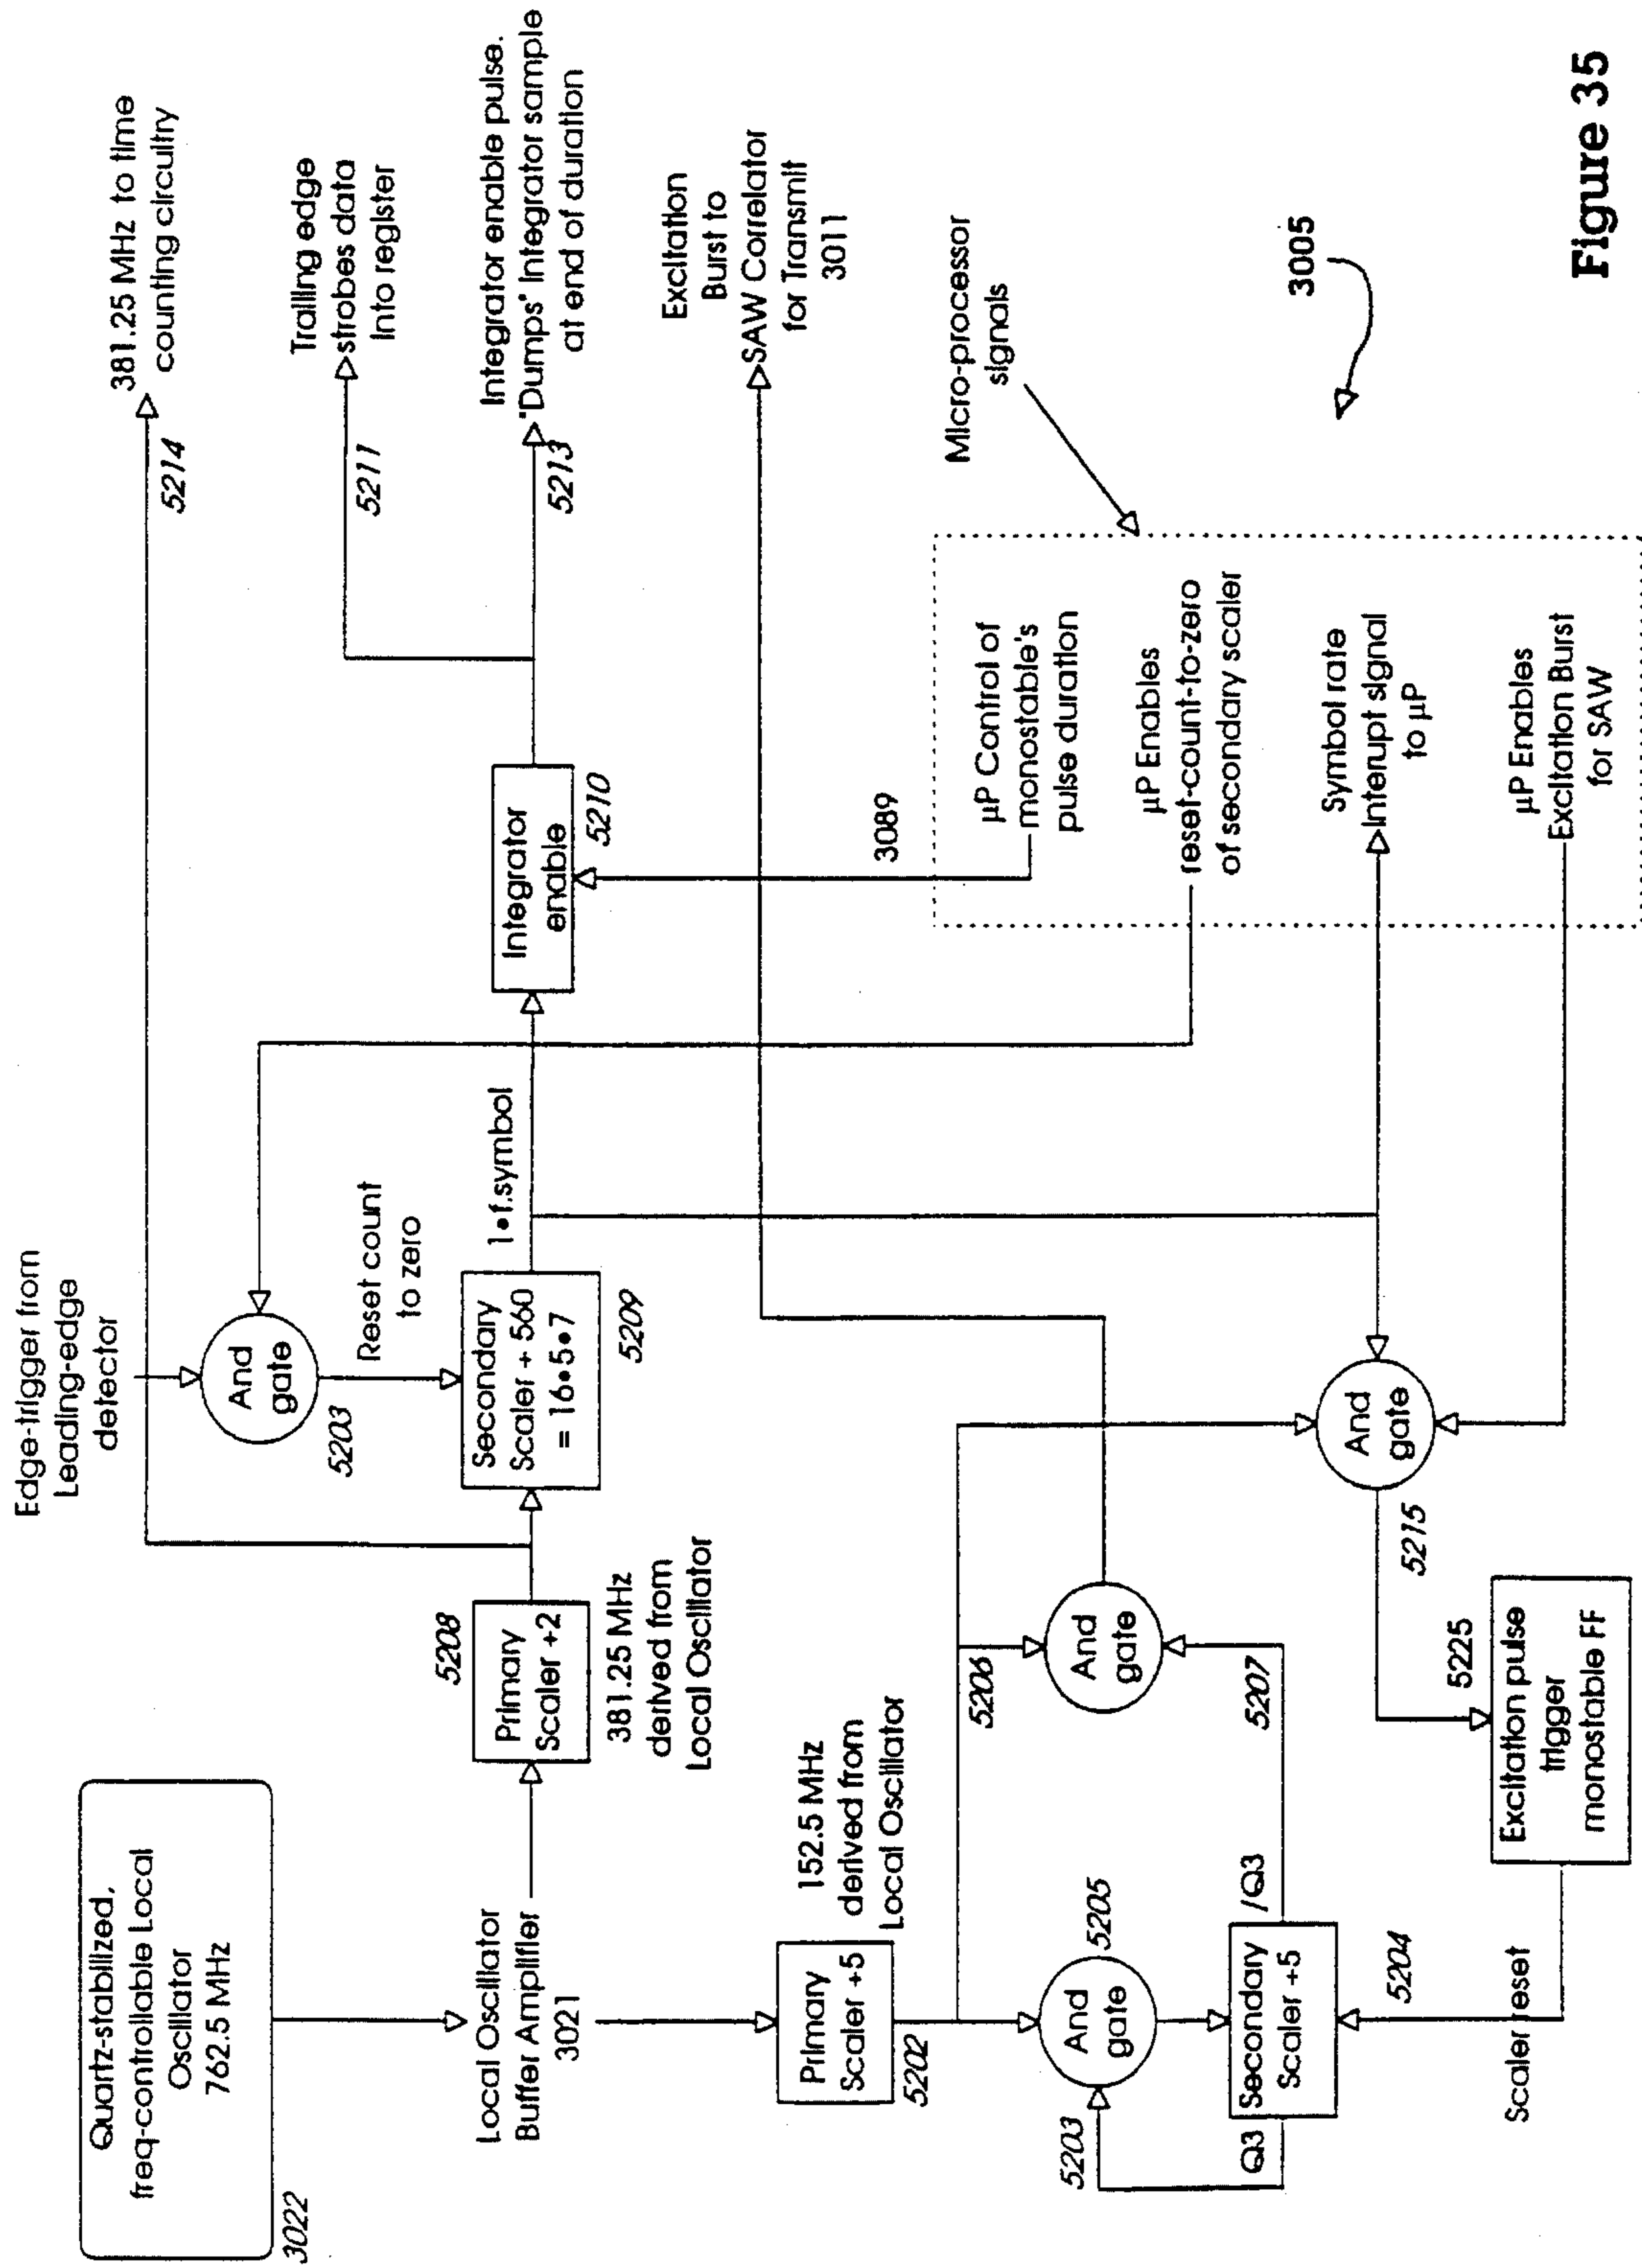 Quartz-stabilized,
freq-controllable Local
Oscillator
762.5 MHz
3022
Local Oscillator
Buffer Amplifier
3021
Primary
Scaler +2
5208
381.25 MHz
derived from
Local Oscillator
Edge-trigger from
Leading-edge
detector
And
gate
5203
Reset count
to zero
Secondary
Scaler + 560
= 16•5•7
5209
1•f.symbol
Integrator
enable
5210
381.25 MHz to time
counting circuitry
5214
Trailing edge
strobes data
into register
5211
Integrator enable pulse.
'Dumps' Integrator sample
at end of duration
5213
Excitation
Burst to
SAW Correlator
for Transmit
3011
Primary
Scaler +5
5202
152.5 MHz
derived from
Local Oscillator
And
gate
5205
5203
Q3
Secondary
Scaler +5
/Q3
5204
Scaler reset
And
gate
5206
5207
And
gate
5215
5225
Excitation pulse
trigger
monostable FF
Micro-processor
signals
3089
µP Control of
monostable's
pulse duration
µP Enables
reset-count-to-zero
of secondary scaler
Symbol rate
Interupt signal
to µP
µP Enables
Excitation Burst
for SAW
3005
Figure 35